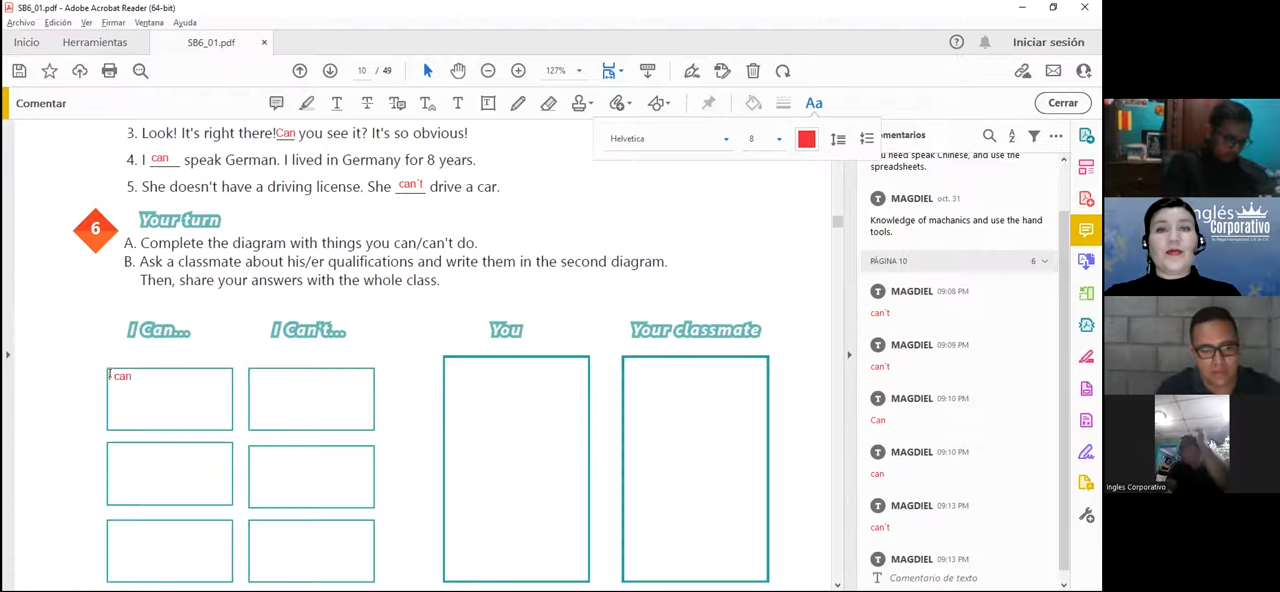 SB6_01.pdf - Adobe Acrobat Reader (64-bit)
Archivo Edición Ver Firmar Ventana Ayuda
Inicio Herramientas SB6_01.pdf Iniciar sesión
10 / 49 127%
Comentar Aa Cerrar
Helvetica 8
omentarios
You need speak Chinese, and use the
spreadsheets.
MAGDIEL oct. 31
Knowledge of machanics and use the hand
tools.
PÁGINA 10 6
MAGDIEL 09:08 PM
can´t
MAGDIEL 09:09 PM
can´t
MAGDIEL 09:10 PM
Can
MAGDIEL 09:10 PM
can
MAGDIEL 09:13 PM
can´t
MAGDIEL 09:13 PM
Comentario de texto
3. Look! It's right there! Can you see it? It's so obvious!
4. I can speak German. I lived in Germany for 8 years.
5. She doesn't have a driving license. She can´t drive a car.
6 Your turn
A. Complete the diagram with things you can/can't do.
B. Ask a classmate about his/er qualifications and write them in the second diagram.
Then, share your answers with the whole class.
I Can... I Can't... You Your classmate
can
Inglés
Corporativo
Ingles Corporativo